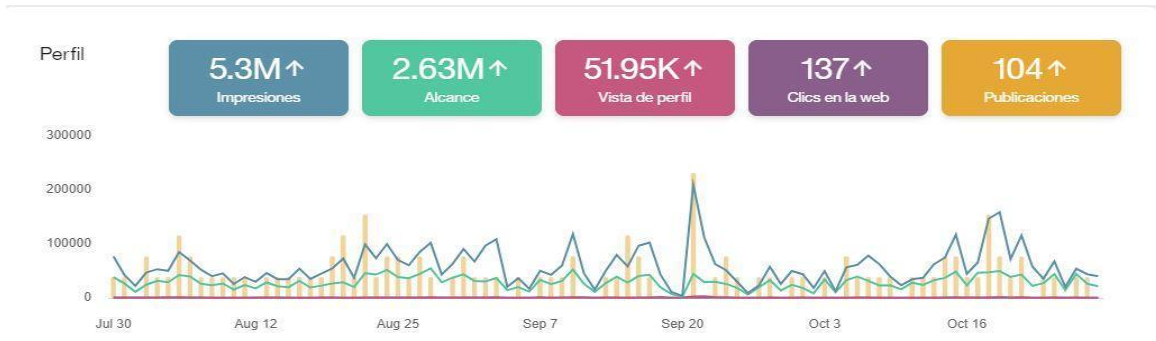 Perfil
5.3M↑
Impresiones
2.63M↑
Alcance
51.95K↑
Vista de perfil
137↑
Clics en la web
104↑
Publicaciones
300000
200000
100000
0
Jul 30
Aug 12
Aug 25
Sep 7
Sep 20
Oct 3
Oct 16